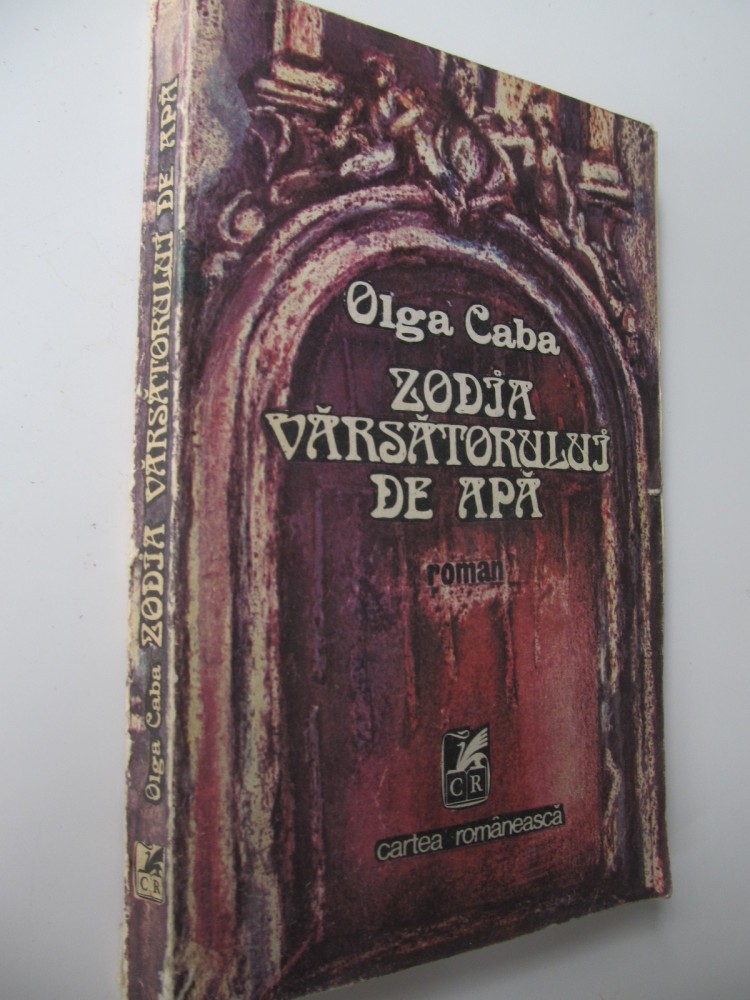 Olga Caba
ZODIA
VĂRSĂTORULUI
DE APĂ
roman
CR
cartea românească
Olga Caba ZODIA VĂRSĂTORULUI DE APĂ
CR